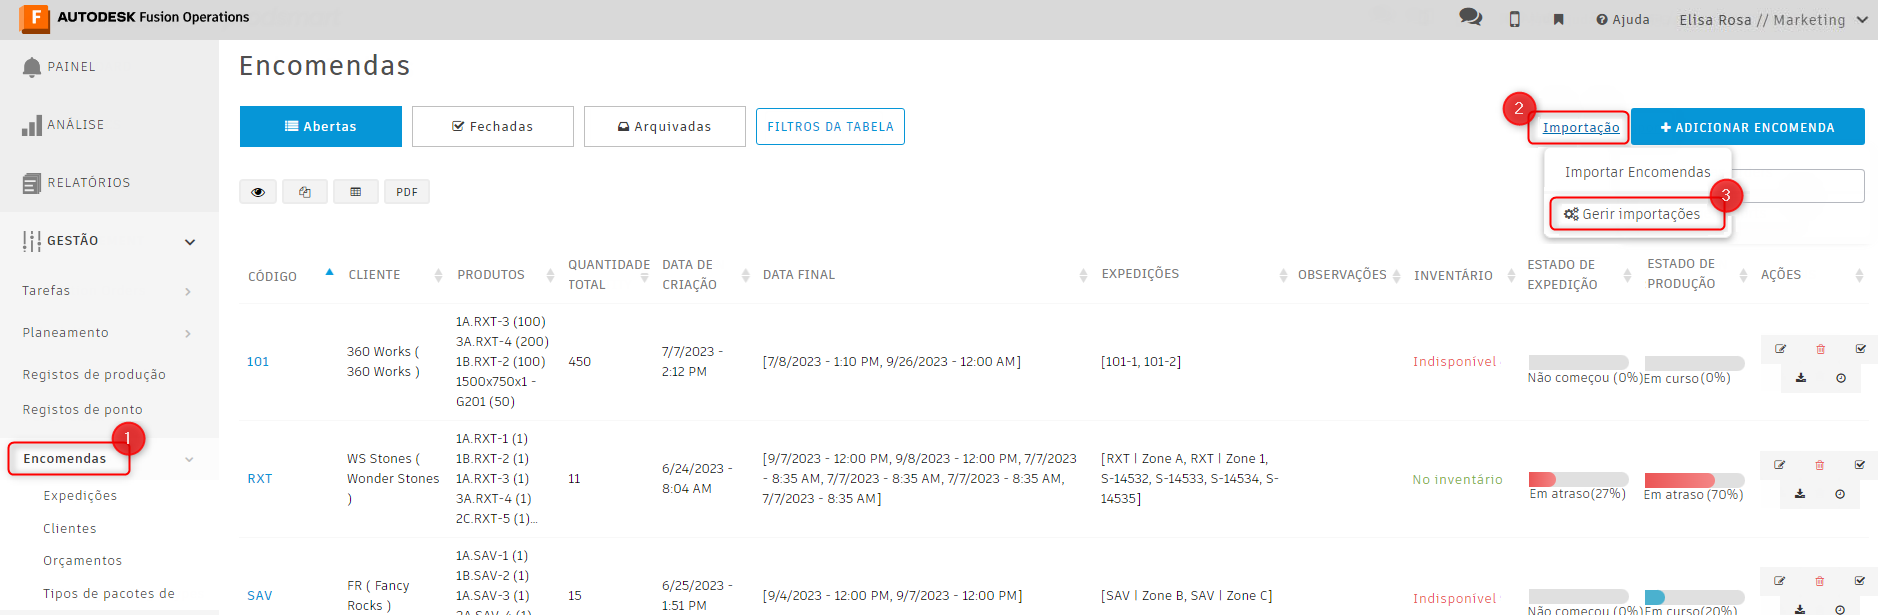 F AUTODESK Fusion Operations
Ajuda
Elisa Rosa // Marketing
PAINEL
ANÁLISE
RELATÓRIOS
GESTÃO
Tarefas
Planeamento
Registos de produção
Registos de ponto
1
Encomendas
Expedições
Clientes
Orçamentos
Tipos de pacotes de
Encomendas
Abertas
Fechadas
Arquivadas
FILTROS DA TABELA
2
Importação
+ ADICIONAR ENCOMENDA
Importar Encomendas
3
Gerir importações
PDF
CÓDIGO
CLIENTE
PRODUTOS
QUANTIDADE
TOTAL
DATA DE
CRIAÇÃO
DATA FINAL
EXPEDIÇÕES
OBSERVAÇÕES
INVENTÁRIO
ESTADO DE
EXPEDIÇÃO
ESTADO DE
PRODUÇÃO
AÇÕES
101
360 Works (
360 Works )
1A.RXT-3 (100)
3A.RXT-4 (200)
1B.RXT-2 (100)
1500x750x1 -
G201 (50)
450
7/7/2023 -
2:12 PM
[7/8/2023 - 1:10 PM, 9/26/2023 - 12:00 AM]
[101-1, 101-2]
Indisponível
Não começou (0%)
Em curso(0%)
RXT
WS Stones (
Wonder Stones
)
1A.RXT-1 (1)
1B.RXT-2 (1)
1A.RXT-3 (1)
3A.RXT-4 (1)
2C.RXT-5 (1)...
11
6/24/2023 -
8:04 AM
[9/7/2023 - 12:00 PM, 9/8/2023 - 12:00 PM, 7/7/2023
- 8:35 AM, 7/7/2023 - 8:35 AM, 7/7/2023 - 8:35 AM,
7/7/2023 - 8:35 AM]
[RXT | Zone A, RXT | Zone 1,
S-14532, S-14533, S-14534, S-
14535]
No inventário
Em atraso(27%)
Em atraso(70%)
SAV
FR ( Fancy
Rocks )
1A.SAV-1 (1)
1B.SAV-2 (1)
1A.SAV-3 (1)
2A.SAV-4 (1)
15
6/25/2023 -
1:51 PM
[9/4/2023 - 12:00 PM, 9/7/2023 - 12:00 PM]
[SAV | Zone B, SAV | Zone C]
Indisponível
Não começou (0%)
Em curso(20%)